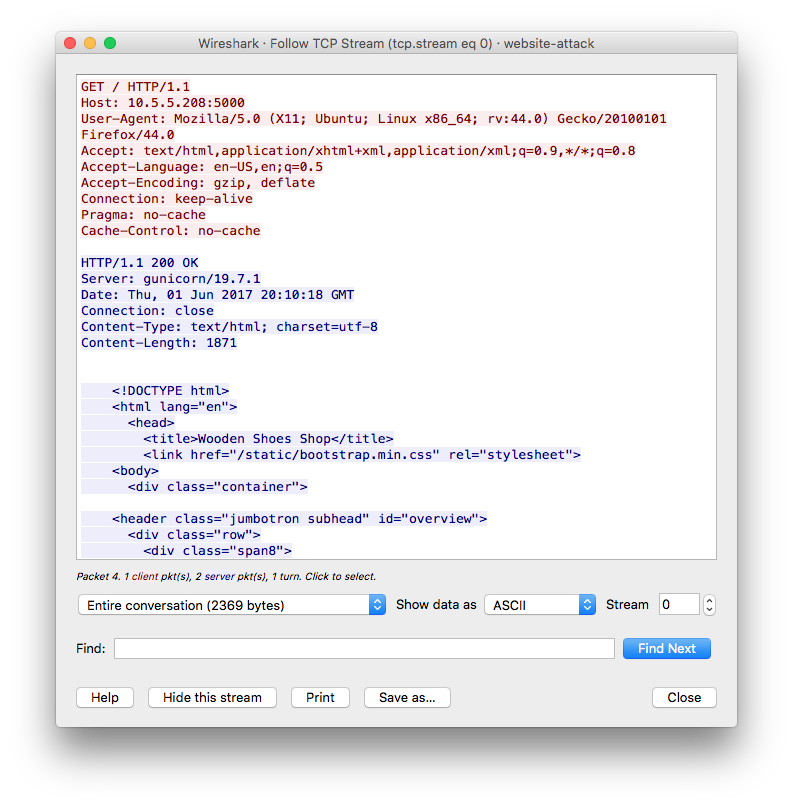 Wireshark · Follow TCP Stream (tcp.stream eq 0) · website-attack
GET / HTTP/1.1
Host: 10.5.5.208:5000
User-Agent: Mozilla/5.0 (X11; Ubuntu; Linux x86_64; rv:44.0) Gecko/20100101
Firefox/44.0
Accept: text/html,application/xhtml+xml,application/xml;q=0.9,*/*;q=0.8
Accept-Language: en-US,en;q=0.5
Accept-Encoding: gzip, deflate
Connection: keep-alive
Pragma: no-cache
Cache-Control: no-cache
HTTP/1.1 200 OK
Server: gunicorn/19.7.1
Date: Thu, 01 Jun 2017 20:10:18 GMT
Connection: close
Content-Type: text/html; charset=utf-8
Content-Length: 1871
<!DOCTYPE html>
<html lang="en">
<head>
<title>Wooden Shoes Shop</title>
<link href="/static/bootstrap.min.css" rel="stylesheet">
<body>
<div class="container">
<header class="jumbotron subhead" id="overview">
<div class="row">
<div class="span8">
Packet 4. 1 client pkt(s), 2 server pkt(s), 1 turn. Click to select.
Entire conversation (2369 bytes) Show data as ASCII Stream 0
Find: Find Next
Help Hide this stream Print Save as... Close